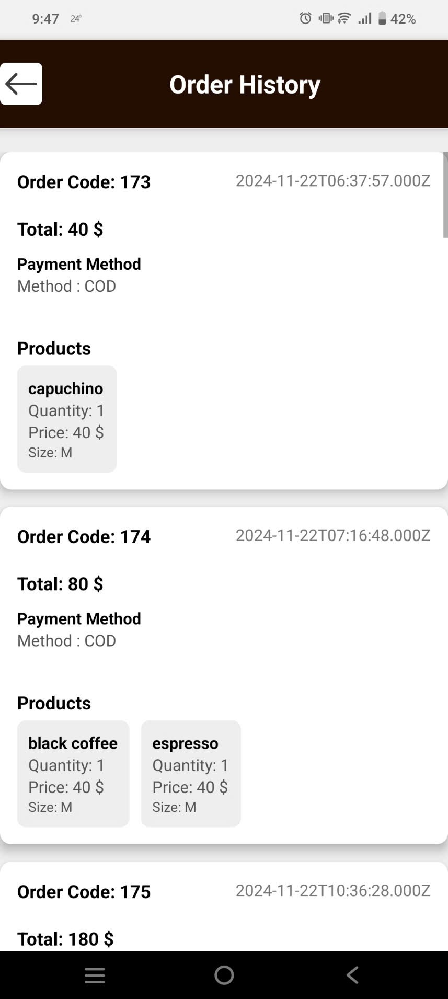 9:47 24° 42%
Order History
Order Code: 173 2024-11-22T06:37:57.000Z
Total: 40 $
Payment Method
Method : COD
Products
capuchino
Quantity: 1
Price: 40 $
Size: M
Order Code: 174 2024-11-22T07:16:48.000Z
Total: 80 $
Payment Method
Method : COD
Products
black coffee
Quantity: 1
Price: 40 $
Size: M
espresso
Quantity: 1
Price: 40 $
Size: M
Order Code: 175 2024-11-22T10:36:28.000Z
Total: 180 $